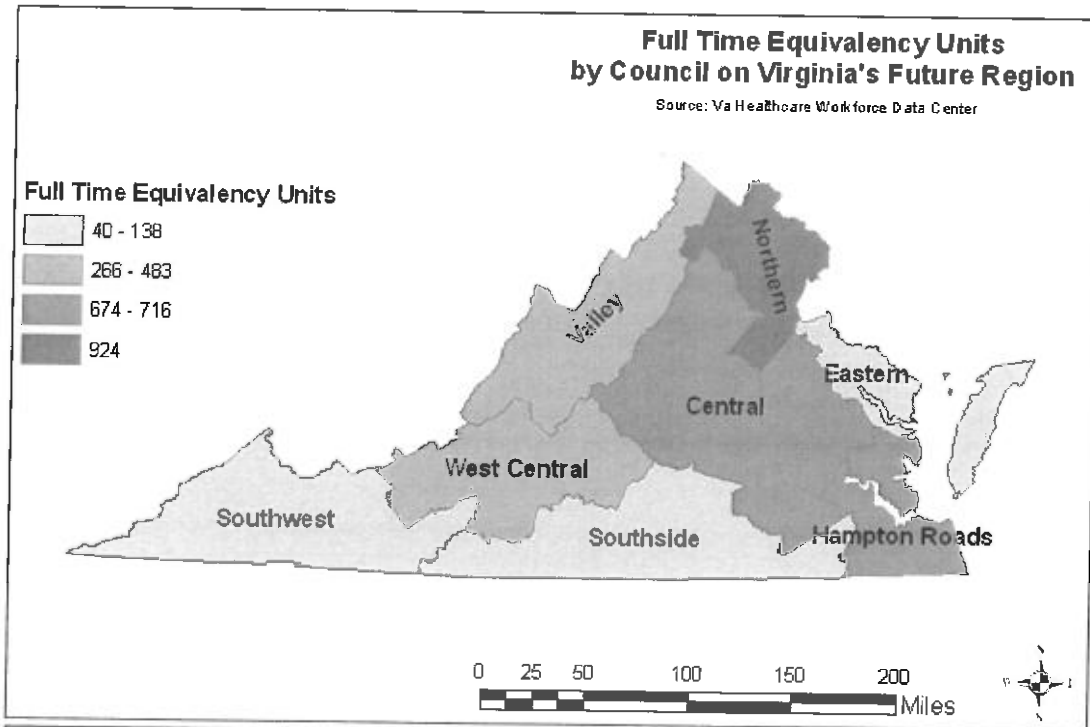 Full Time Equivalency Units
by Council on Virginia's Future Region
Source: Va Healthcare Workforce Data Center
Full Time Equivalency Units
40 - 138
266 - 483
674 - 716
924
Northern
Valley
Eastern
Central
West Central
Southwest
Southside
Hampton Roads
0 25 50 100 150 200
Miles